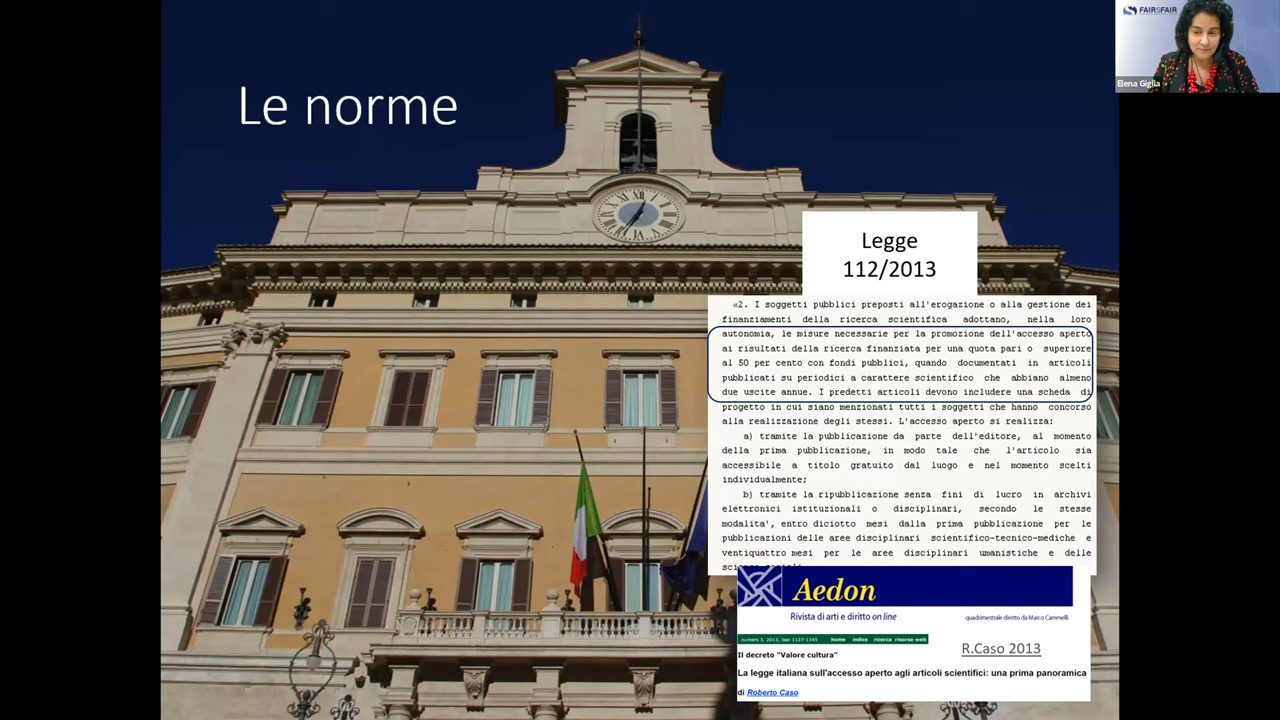 FAIRSFAIR
Elena Giglia
Le norme
Legge
112/2013
«2. I soggetti pubblici preposti all'erogazione o alla gestione dei
finanziamenti della ricerca scientifica adottano, nella loro
autonomia, le misure necessarie per la promozione dell'accesso aperto
ai risultati della ricerca finanziata per una quota pari o superiore
al 50 per cento con fondi pubblici, quando documentati in articoli
pubblicati su periodici a carattere scientifico che abbiano almeno
due uscite annue. I predetti articoli devono includere una scheda di
progetto in cui siano menzionati tutti i soggetti che hanno concorso
alla realizzazione degli stessi. L'accesso aperto si realizza:
a) tramite la pubblicazione da parte dell'editore, al momento
della prima pubblicazione, in modo tale che l'articolo sia
accessibile a titolo gratuito dal luogo e nel momento scelti
individualmente;
b) tramite la ripubblicazione senza fini di lucro in archivi
elettronici istituzionali o disciplinari, secondo le stesse
modalita', entro diciotto mesi dalla prima pubblicazione per le
pubblicazioni delle aree disciplinari scientifico-tecnico-mediche e
ventiquattro mesi per le aree disciplinari umanistiche e delle
Aedon
Rivista di arti e diritto on line
quadrimestrale diretto da Marco Cammelli
numero 3, 2013, Issn 1127-1345 home indice ricerca risorse web
R.Caso 2013
Il decreto "Valore cultura"
La legge italiana sull'accesso aperto agli articoli scientifici: una prima panoramica
di Roberto Caso